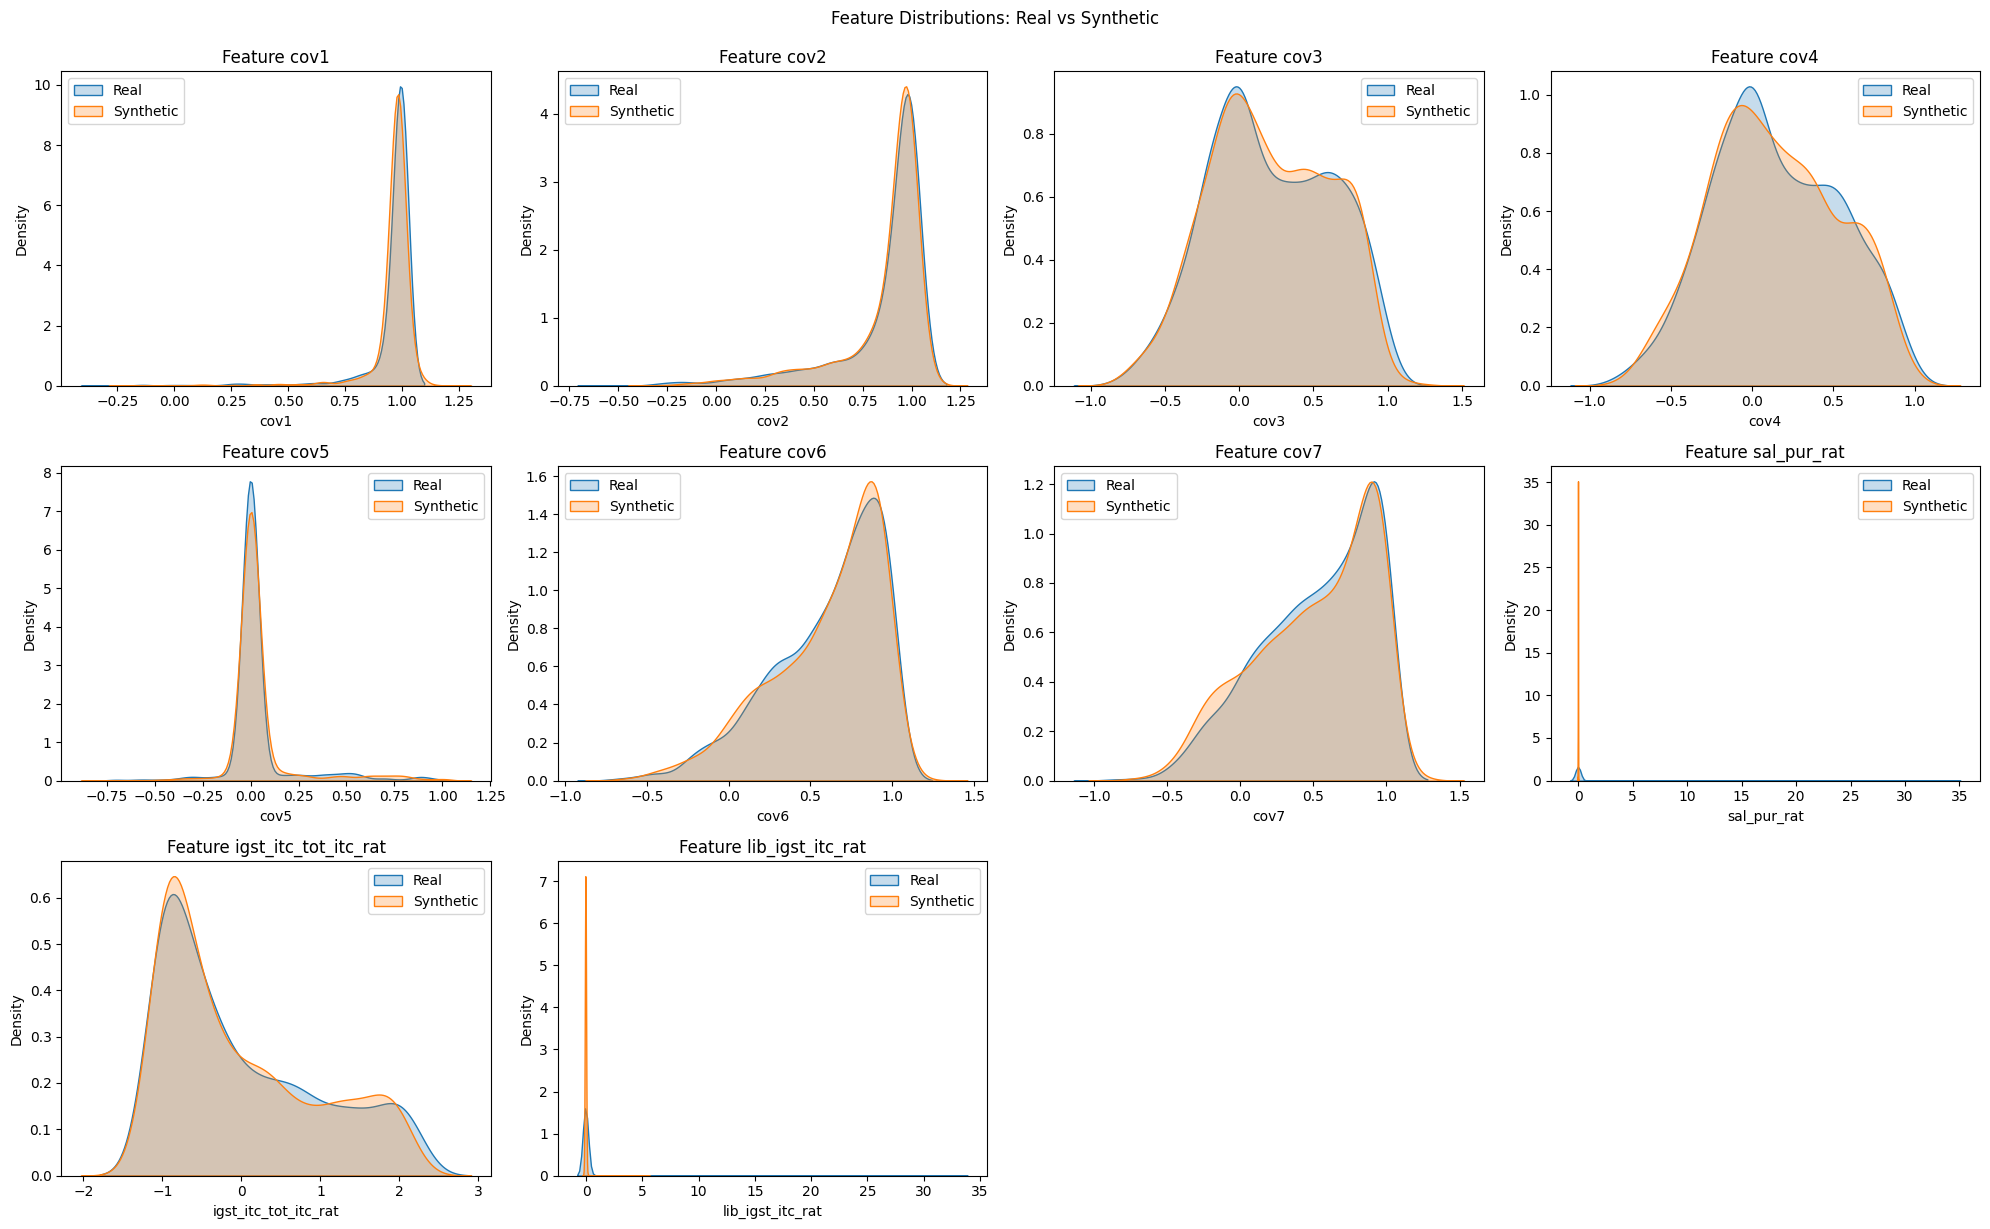 Feature Distributions: Real vs Synthetic
Feature cov1
Real
Synthetic
Density
10
8
6
4
2
0
−0.25
0.00
0.25
0.50
0.75
1.00
1.25
cov1
Feature cov2
Real
Synthetic
Density
4
3
2
1
0
−0.75
−0.50
−0.25
0.00
0.25
0.50
0.75
1.00
1.25
cov2
Feature cov3
Real
Synthetic
Density
0.8
0.6
0.4
0.2
0.0
−1.0
−0.5
0.0
0.5
1.0
1.5
cov3
Feature cov4
Real
Synthetic
Density
1.0
0.8
0.6
0.4
0.2
0.0
−1.0
−0.5
0.0
0.5
1.0
cov4
Feature cov5
Real
Synthetic
Density
8
7
6
5
4
3
2
1
0
−0.75
−0.50
−0.25
0.00
0.25
0.50
0.75
1.00
1.25
cov5
Feature cov6
Real
Synthetic
Density
1.6
1.4
1.2
1.0
0.8
0.6
0.4
0.2
0.0
−1.0
−0.5
0.0
0.5
1.0
1.5
cov6
Feature cov7
Real
Synthetic
Density
1.2
1.0
0.8
0.6
0.4
0.2
0.0
−1.0
−0.5
0.0
0.5
1.0
1.5
cov7
Feature sal_pur_rat
Real
Synthetic
Density
35
30
25
20
15
10
5
0
0
5
10
15
20
25
30
35
sal_pur_rat
Feature igst_itc_tot_itc_rat
Real
Synthetic
Density
0.6
0.5
0.4
0.3
0.2
0.1
0.0
−2
−1
0
1
2
3
igst_itc_tot_itc_rat
Feature lib_igst_itc_rat
Real
Synthetic
Density
7
6
5
4
3
2
1
0
0
5
10
15
20
25
30
35
lib_igst_itc_rat